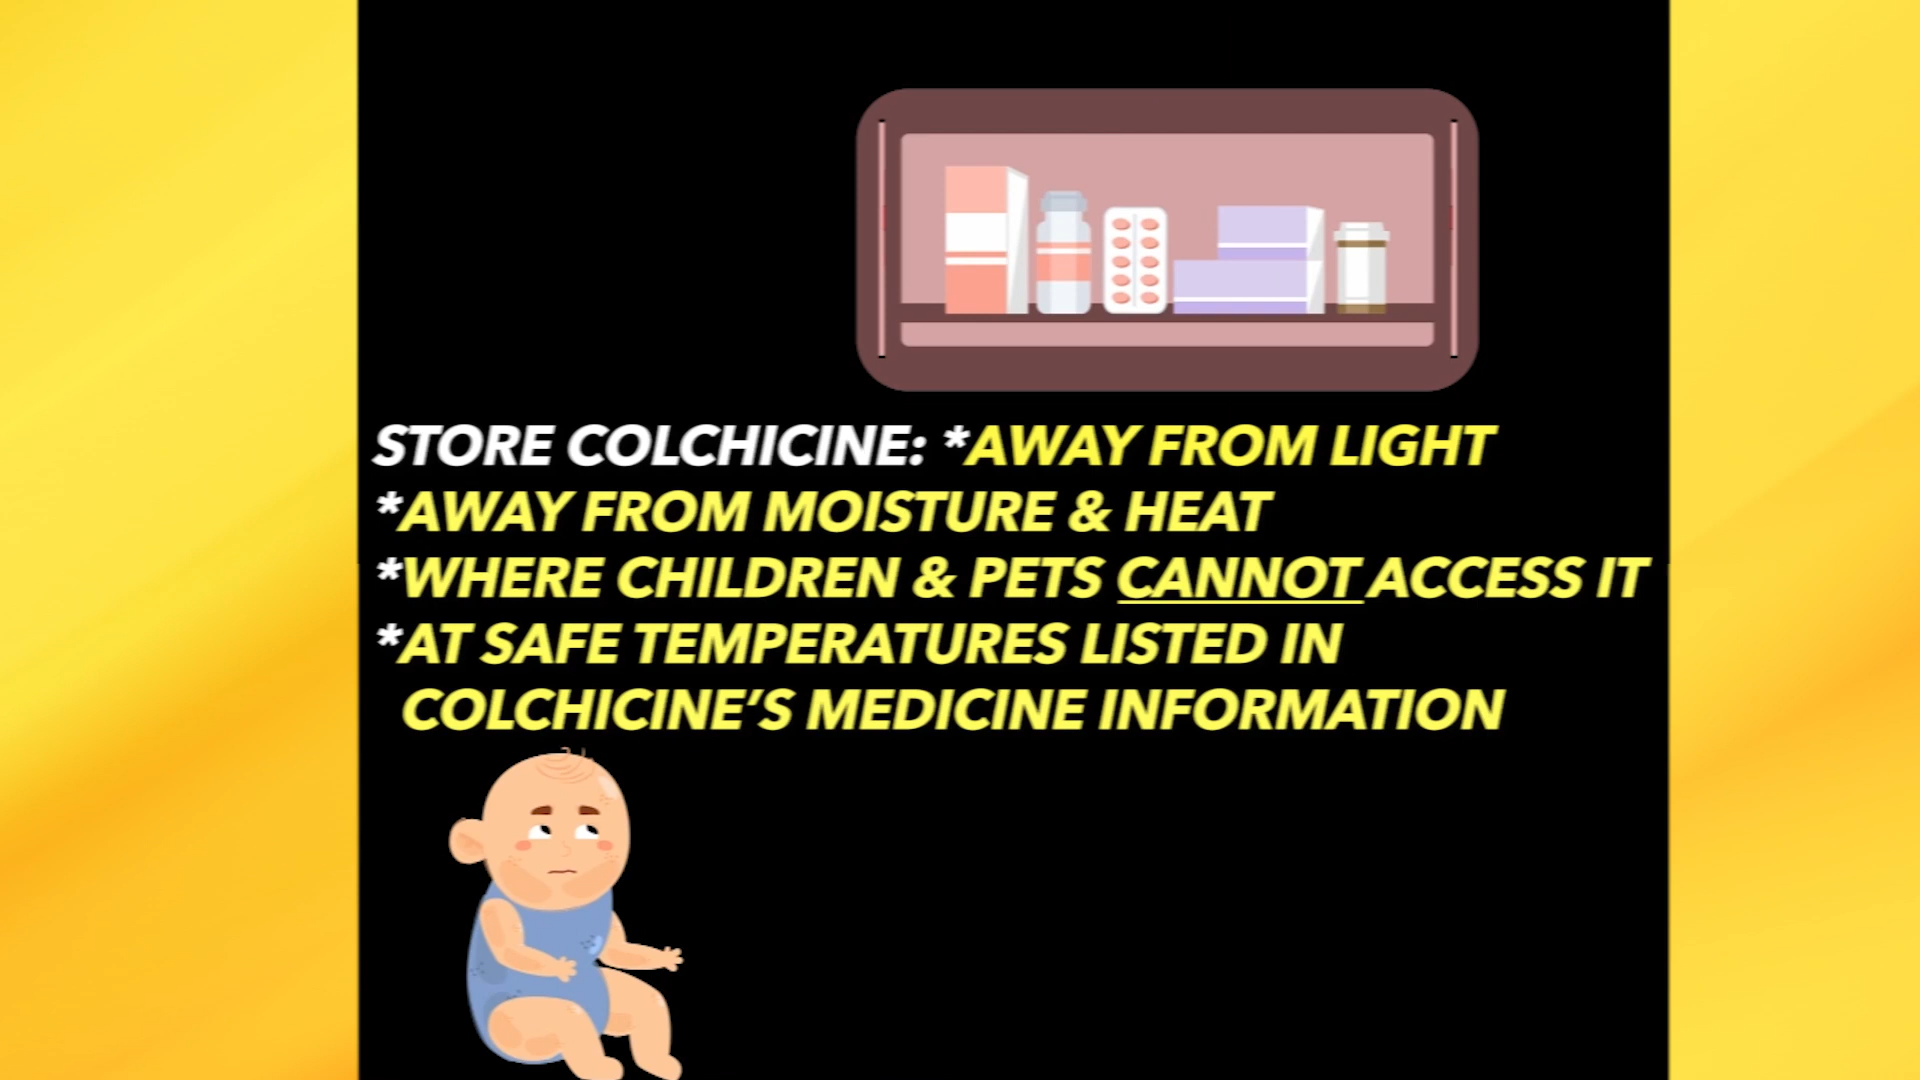 STORE COLCHICINE: *AWAY FROM LIGHT
*AWAY FROM MOISTURE & HEAT
*WHERE CHILDREN & PETS CANNOT ACCESS IT
*AT SAFE TEMPERATURES LISTED IN
COLCHICINE’S MEDICINE INFORMATION